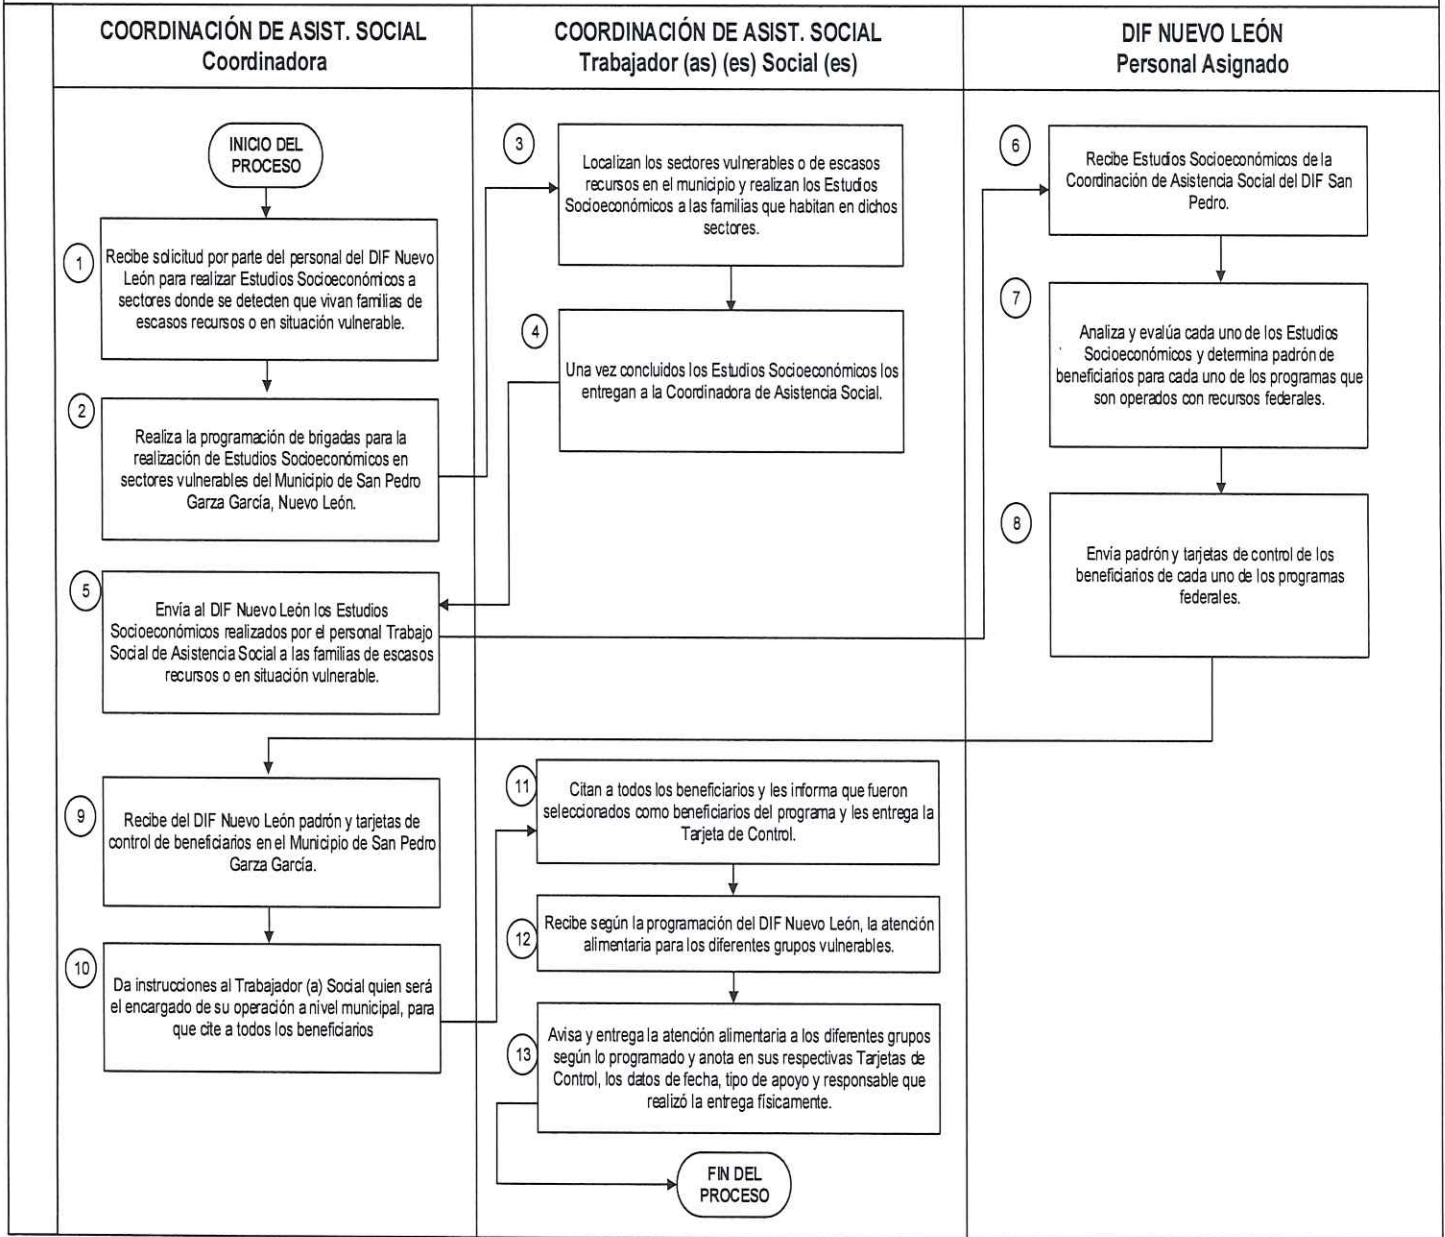 COORDINACIÓN DE ASIST. SOCIAL
Coordinadora
COORDINACIÓN DE ASIST. SOCIAL
Trabajador (as) (es) Social (es)
DIF NUEVO LEÓN
Personal Asignado
INICIO DEL
PROCESO
1
Recibe solicitud por parte del personal del DIF Nuevo
León para realizar Estudios Socioeconómicos a
sectores donde se detecten que vivan familias de
escasos recursos o en situación vulnerable.
2
Realiza la programación de brigadas para la
realización de Estudios Socioeconómicos en
sectores vulnerables del Municipio de San Pedro
Garza García, Nuevo León.
3
Localizan los sectores vulnerables o de escasos
recursos en el municipio y realizan los Estudios
Socioeconómicos a las familias que habitan en dichos
sectores.
4
Una vez concluidos los Estudios Socioeconómicos los
entregan a la Coordinadora de Asistencia Social.
5
Envía al DIF Nuevo León los Estudios
Socioeconómicos realizados por el personal Trabajo
Social de Asistencia Social a las familias de escasos
recursos o en situación vulnerable.
6
Recibe Estudios Socioeconómicos de la
Coordinación de Asistencia Social del DIF San
Pedro.
7
Analiza y evalúa cada uno de los Estudios
Socioeconómicos y determina padrón de
beneficiarios para cada uno de los programas que
son operados con recursos federales.
8
Envía padrón y tarjetas de control de los
beneficiarios de cada uno de los programas
federales.
9
Recibe del DIF Nuevo León padrón y tarjetas de
control de beneficiarios en el Municipio de San Pedro
Garza García.
10
Da instrucciones al Trabajador (a) Social quien será
el encargado de su operación a nivel municipal, para
que cite a todos los beneficiarios
11
Citan a todos los beneficiarios y les informa que fueron
seleccionados como beneficiarios del programa y les entrega la
Tarjeta de Control.
12
Recibe según la programación del DIF Nuevo León, la atención
alimentaria para los diferentes grupos vulnerables.
13
Avisa y entrega la atención alimentaria a los diferentes grupos
según lo programado y anota en sus respectivas Tarjetas de
Control, los datos de fecha, tipo de apoyo y responsable que
realizó la entrega físicamente.
FIN DEL
PROCESO